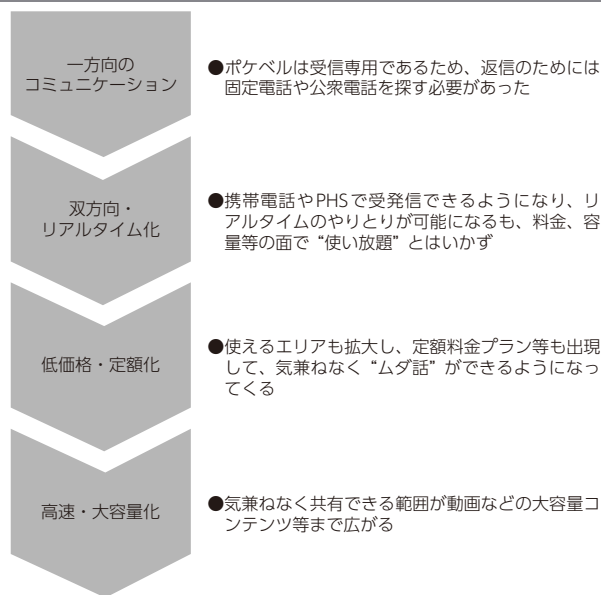 一方向の
コミュニケーション
●ポケベルは受信専用であるため、返信のためには
固定電話や公衆電話を探す必要があった
双方向・
リアルタイム化
●携帯電話やPHSで受発信できるようになり、リ
アルタイムのやりとりが可能になるも、料金、容
量等の面で“使い放題”とはいかず
低価格・定額化
●使えるエリアも拡大し、定額料金プラン等も出現
して、気兼ねなく“ムダ話”ができるようになっ
てくる
高速・大容量化
●気兼ねなく共有できる範囲が動画などの大容量コ
ンテンツ等まで広がる